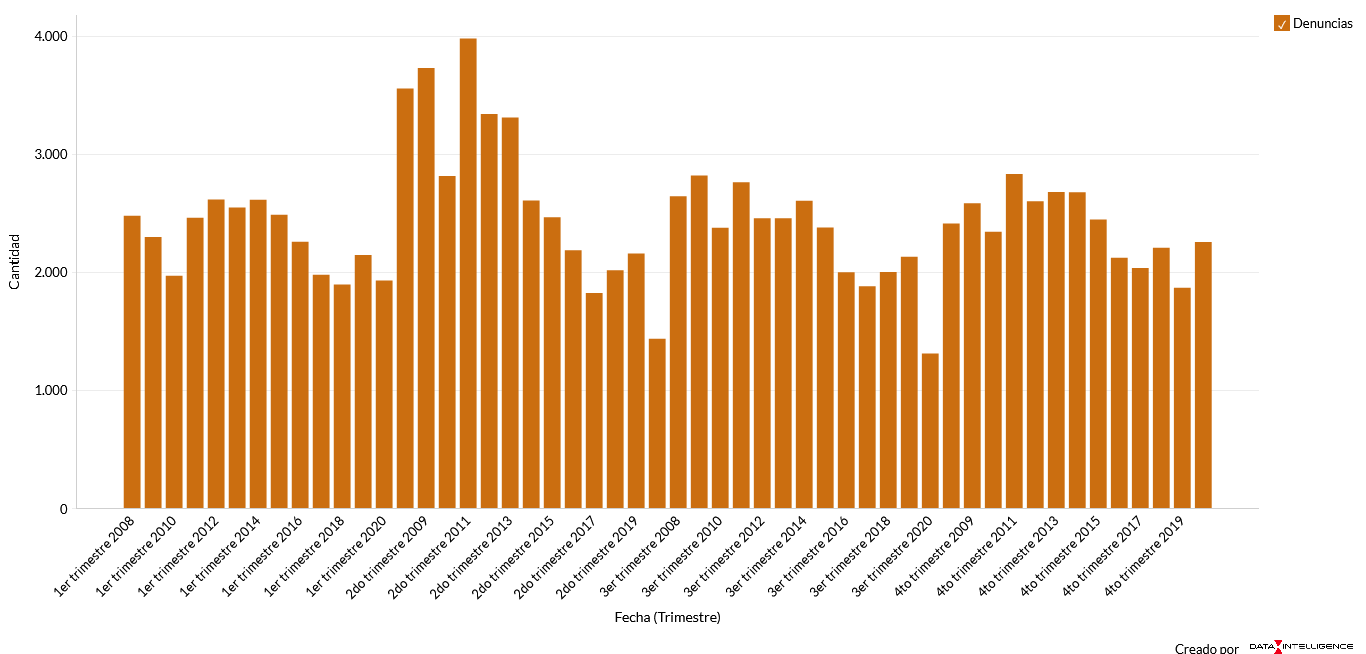 Denuncias
4.000
3.000
2.000
1.000
0
Cantidad
1er trimestre 2008
1er trimestre 2010
1er trimestre 2012
1er trimestre 2014
1er trimestre 2016
1er trimestre 2018
1er trimestre 2020
2do trimestre 2009
2do trimestre 2011
2do trimestre 2013
2do trimestre 2015
2do trimestre 2017
2do trimestre 2019
3er trimestre 2008
3er trimestre 2010
3er trimestre 2012
3er trimestre 2014
3er trimestre 2016
3er trimestre 2018
3er trimestre 2020
4to trimestre 2009
4to trimestre 2011
4to trimestre 2013
4to trimestre 2015
4to trimestre 2017
4to trimestre 2019
Fecha (Trimestre)
Creado por DATA INTELLIGENCE